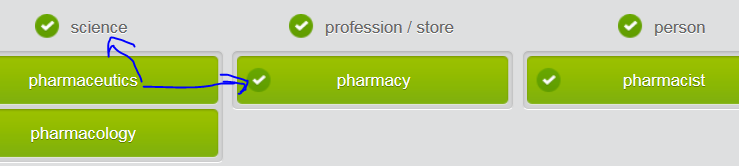 science
profession / store
person
pharmaceutics
pharmacy
pharmacist
pharmacology